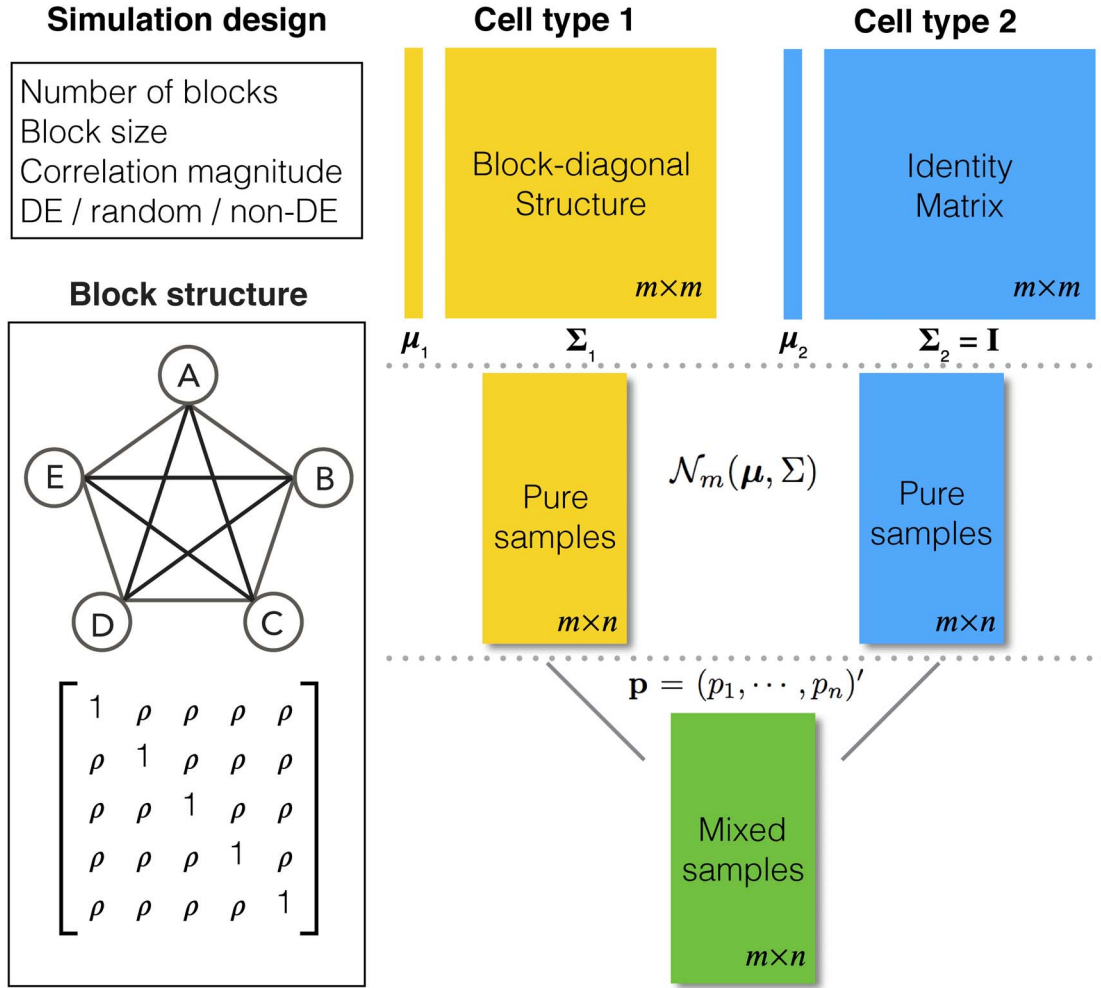 Simulation design
Number of blocks
Block size
Correlation magnitude
DE / random / non-DE
Block structure
A
E
B
D
C
1 ρ ρ ρ ρ
ρ 1 ρ ρ ρ
ρ ρ 1 ρ ρ
ρ ρ ρ 1 ρ
ρ ρ ρ ρ 1
Cell type 1
Block-diagonal
Structure
m×m
μ₁
Σ₁
Cell type 2
Identity
Matrix
m×m
μ₂
Σ₂ = I
Pure
samples
m×n
𝒩ₘ(μ, Σ)
Pure
samples
m×n
p = (p₁, ⋯ , pₙ)′
Mixed
samples
m×n